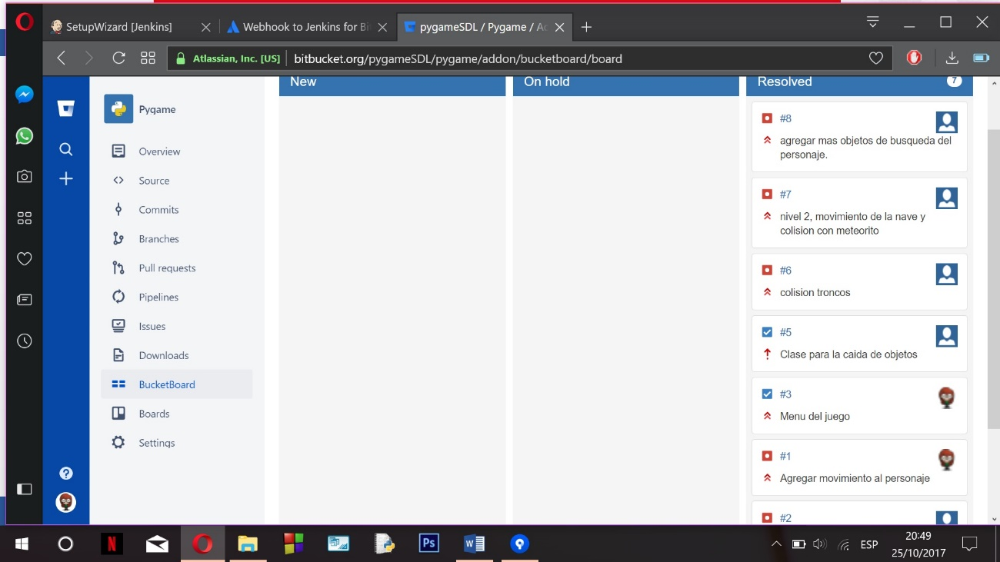 SetupWizard [Jenkins]
Webhook to Jenkins for Bi
pygameSDL / Pygame / Ad
Atlassian, Inc. [US]
bitbucket.org/pygameSDL/pygame/addon/bucketboard/board
Pygame
Overview
Source
Commits
Branches
Pull requests
Pipelines
Issues
Downloads
BucketBoard
Boards
Settings
New
On hold
Resolved
7
#8
agregar mas objetos de busqueda del
personaje.
#7
nivel 2, movimiento de la nave y
colision con meteorito
#6
colision troncos
#5
Clase para la caida de objetos
#3
Menu del juego
#1
Agregar movimiento al personaje
#2
?
N
Ps
W
ESP
20:49
25/10/2017